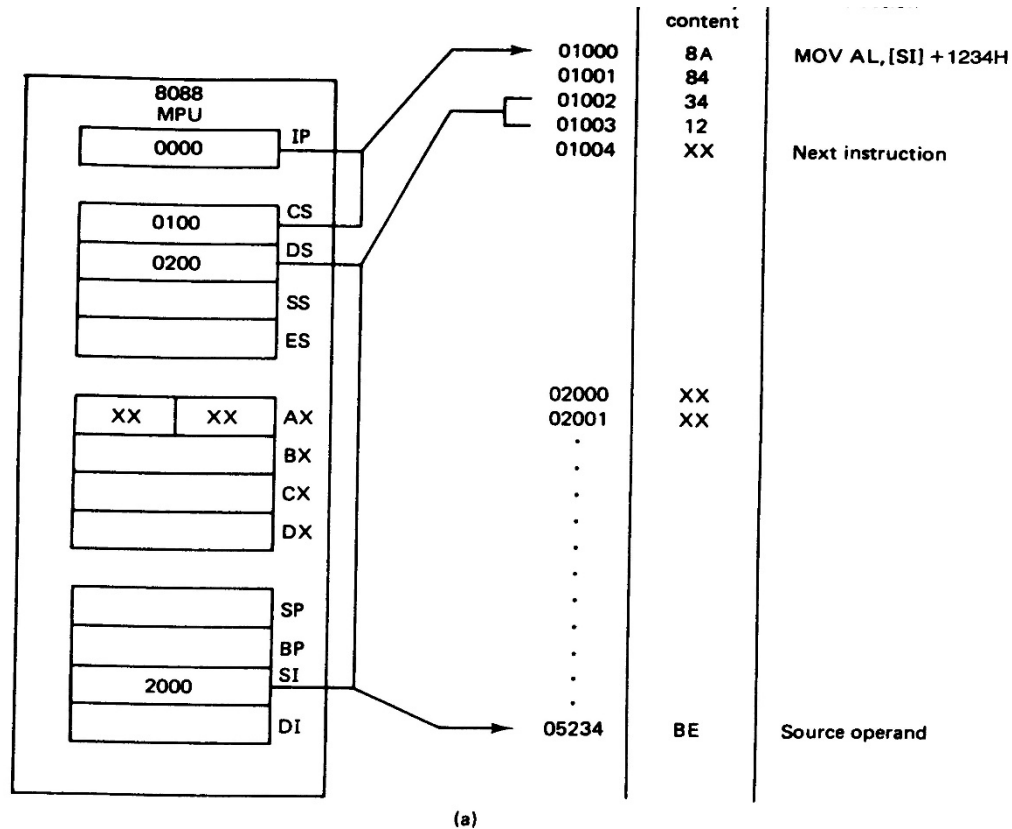 8088
MPU
0000
IP
CS
0100
DS
0200
SS
ES
XX XX AX
BX
CX
DX
SP
BP
SI
2000
DI
content
01000 8A MOV AL, [SI] + 1234H
01001 84
01002 34
01003 12
01004 XX Next instruction
02000 XX
02001 XX
05234 BE Source operand
(a)